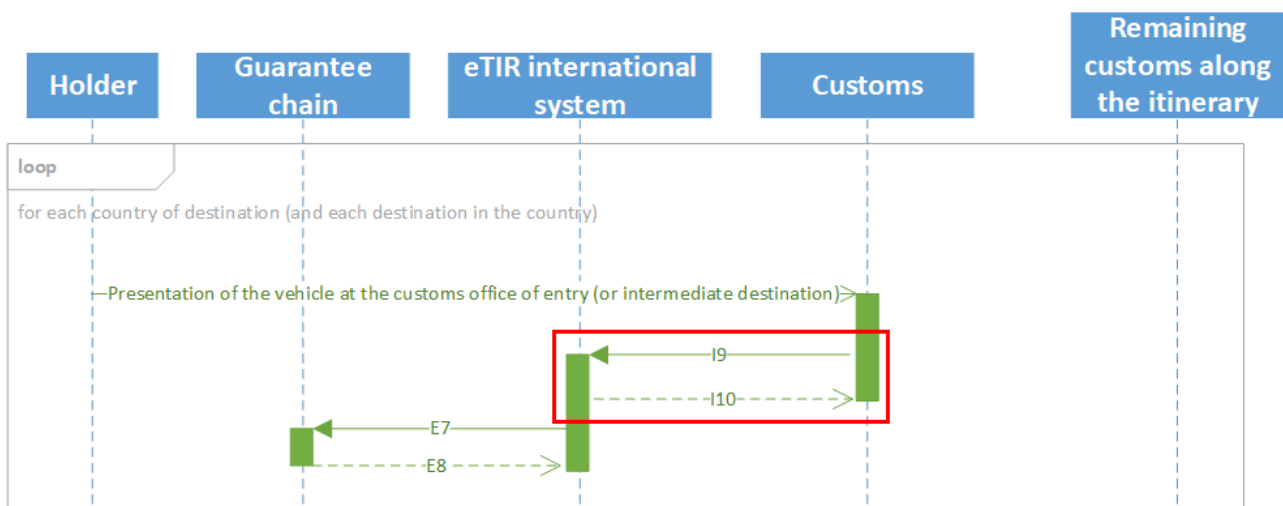 Holder
Guarantee
chain
eTIR international
system
Customs
Remaining
customs along
the itinerary
loop
for each country of destination (and each destination in the country)
Presentation of the vehicle at the customs office of entry (or intermediate destination)
I9
I10
E7
E8